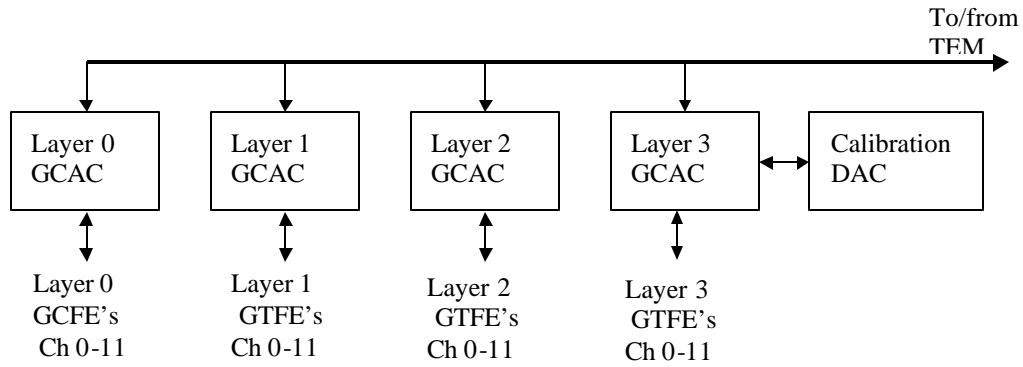 To/from
TEM
Layer 0
GCAC
Layer 1
GCAC
Layer 2
GCAC
Layer 3
GCAC
Calibration
DAC
Layer 0
GCFE's
Ch 0-11
Layer 1
GTFE's
Ch 0-11
Layer 2
GTFE's
Ch 0-11
Layer 3
GTFE's
Ch 0-11